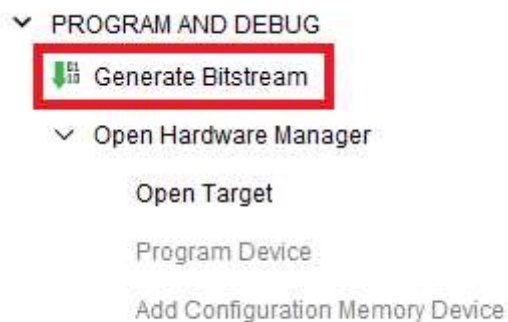 PROGRAM AND DEBUG
Generate Bitstream
Open Hardware Manager
Open Target
Program Device
Add Configuration Memory Device